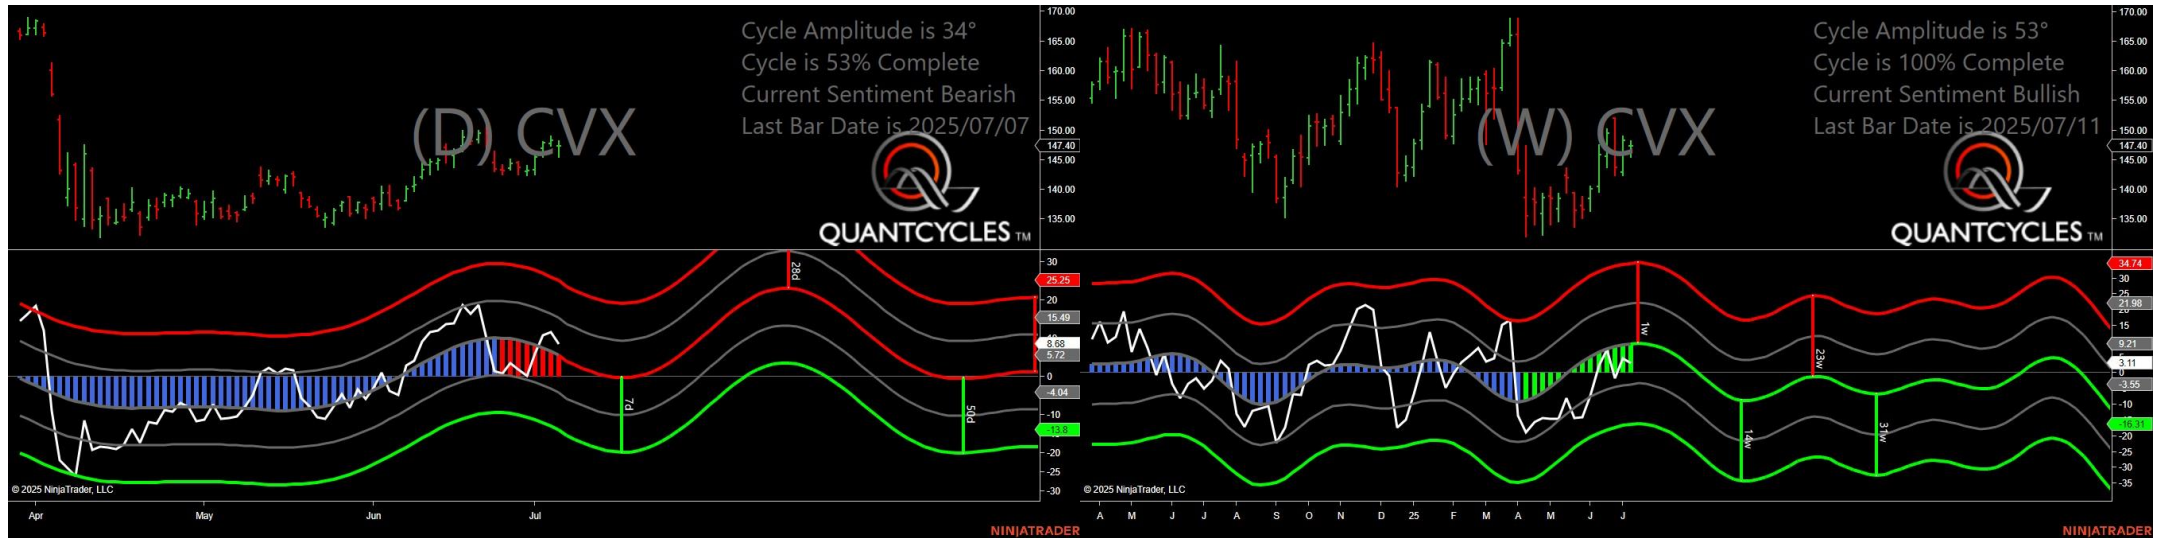 Cycle Amplitude is 34°
Cycle is 53% Complete
Current Sentiment Bearish
Last Bar Date is 2025/07/07
(D) CVX
QUANTCYCLES TM
170.00
165.00
160.00
155.00
150.00
147.40
145.00
140.00
135.00
30
25.25
20
15.49
8.68
5.72
0
-4.04
-10
-13.8
-20
-25
-30
28d
7d
50d
© 2025 NinjaTrader, LLC
Apr May Jun Jul
NINJATRADER
Cycle Amplitude is 53°
Cycle is 100% Complete
Current Sentiment Bullish
Last Bar Date is 2025/07/11
(W) CVX
QUANTCYCLES TM
170.00
165.00
160.00
155.00
150.00
147.40
145.00
140.00
135.00
34.74
30
25
21.98
20
15
9.21
3.11
0
-3.55
-10
-16.31
-20
-25
-30
-35
1w
23w
14w
31w
© 2025 NinjaTrader, LLC
A M J J A S O N D 25 F M A M J J
NINJATRADER